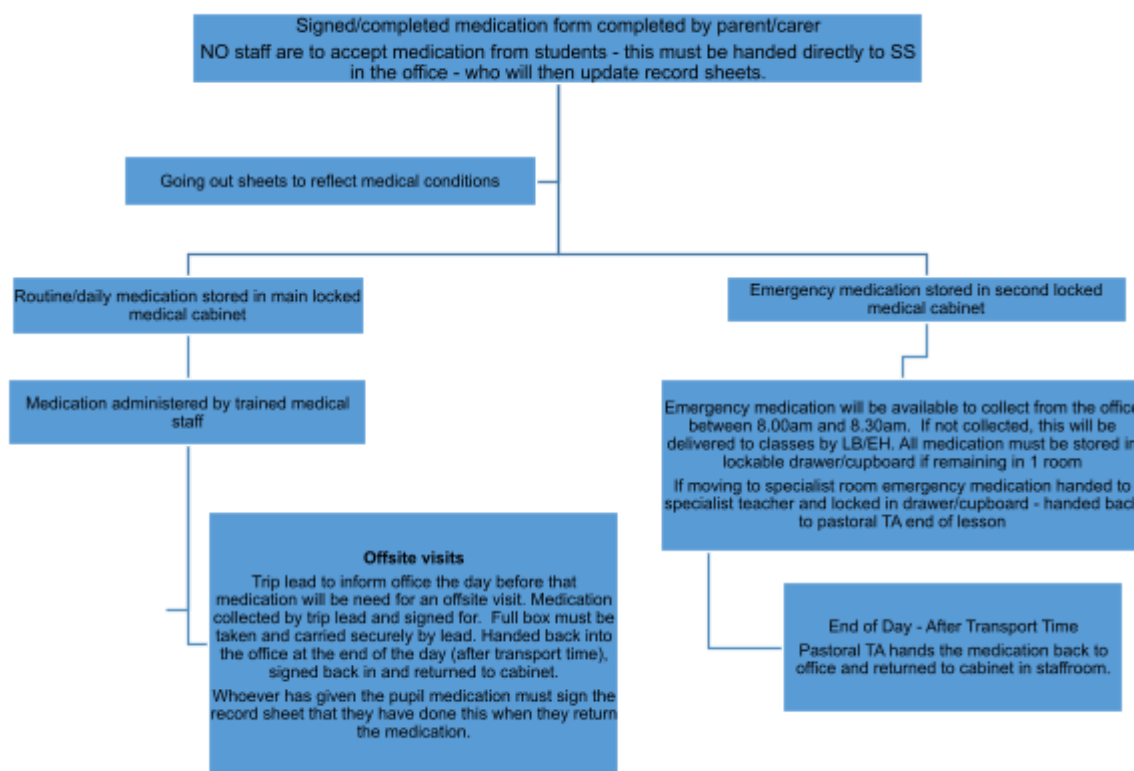 Signed/completed medication form completed by parent/carer
NO staff are to accept medication from students - this must be handed directly to SS
in the office - who will then update record sheets.
Going out sheets to reflect medical conditions
Routine/daily medication stored in main locked
medical cabinet
Emergency medication stored in second locked
medical cabinet
Medication administered by trained medical
staff
Emergency medication will be available to collect from the office
between 8.00am and 8.30am. If not collected, this will be
delivered to classes by LB/EH. All medication must be stored in
lockable drawer/cupboard if remaining in 1 room
If moving to specialist room emergency medication handed to
specialist teacher and locked in drawer/cupboard - handed back
to pastoral TA end of lesson
Offsite visits
Trip lead to inform office the day before that
medication will be need for an offsite visit. Medication
collected by trip lead and signed for. Full box must be
taken and carried securely by lead. Handed back into
the office at the end of the day (after transport time),
signed back in and returned to cabinet.
Whoever has given the pupil medication must sign the
record sheet that they have done this when they return
the medication.
End of Day - After Transport Time
Pastoral TA hands the medication back to
office and returned to cabinet in staffroom.